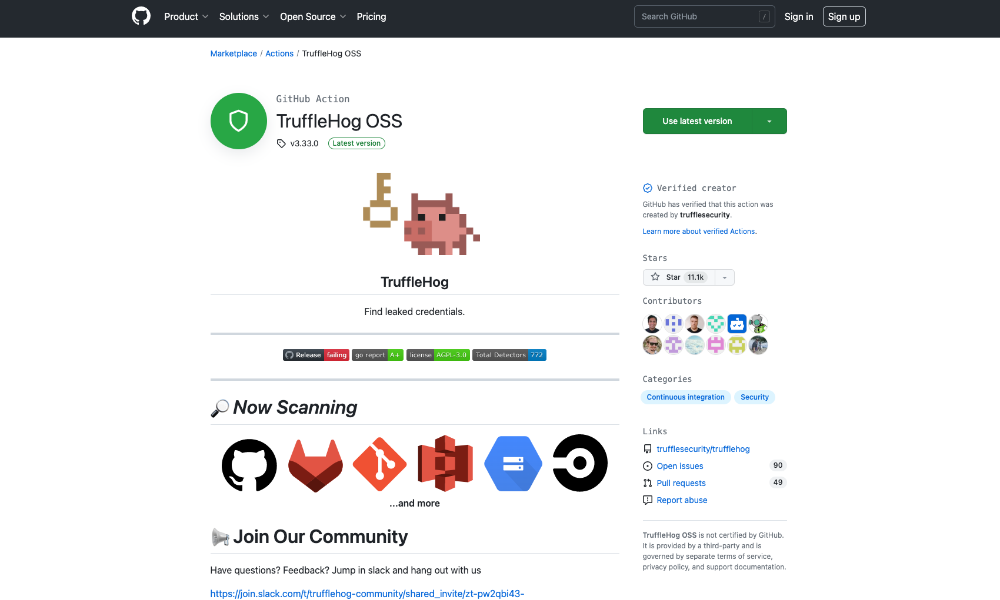 Product
Solutions
Open Source
Pricing
Search GitHub
/
Sign in
Sign up
Marketplace / Actions / TruffleHog OSS
GitHub Action
TruffleHog OSS
v3.33.0
Latest version
Use latest version
TruffleHog
Find leaked credentials.
Release failing
go report A+
license AGPL-3.0
Total Detectors 772
🔎 Now Scanning
...and more
📢 Join Our Community
Have questions? Feedback? Jump in slack and hang out with us
https://join.slack.com/t/trufflehog-community/shared_invite/zt-pw2qbi43-
Verified creator
GitHub has verified that this action was
created by trufflesecurity.
Learn more about verified Actions.
Stars
Star 11.1k
Contributors
Categories
Continuous integration
Security
Links
trufflesecurity/trufflehog
Open issues 90
Pull requests 49
Report abuse
TruffleHog OSS is not certified by GitHub.
It is provided by a third-party and is
governed by separate terms of service,
privacy policy, and support documentation.